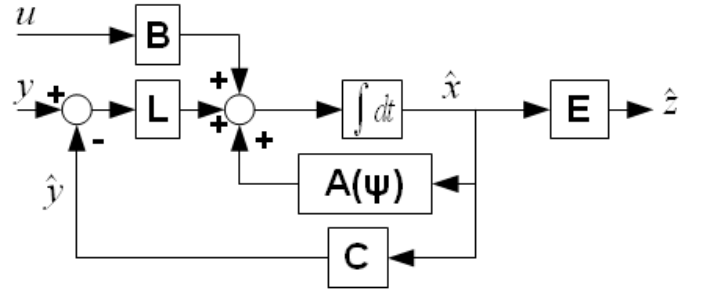 u
B
+
y
+
L
+
∫dt
x̂
E
ẑ
-
+
A(ψ)
ŷ
C